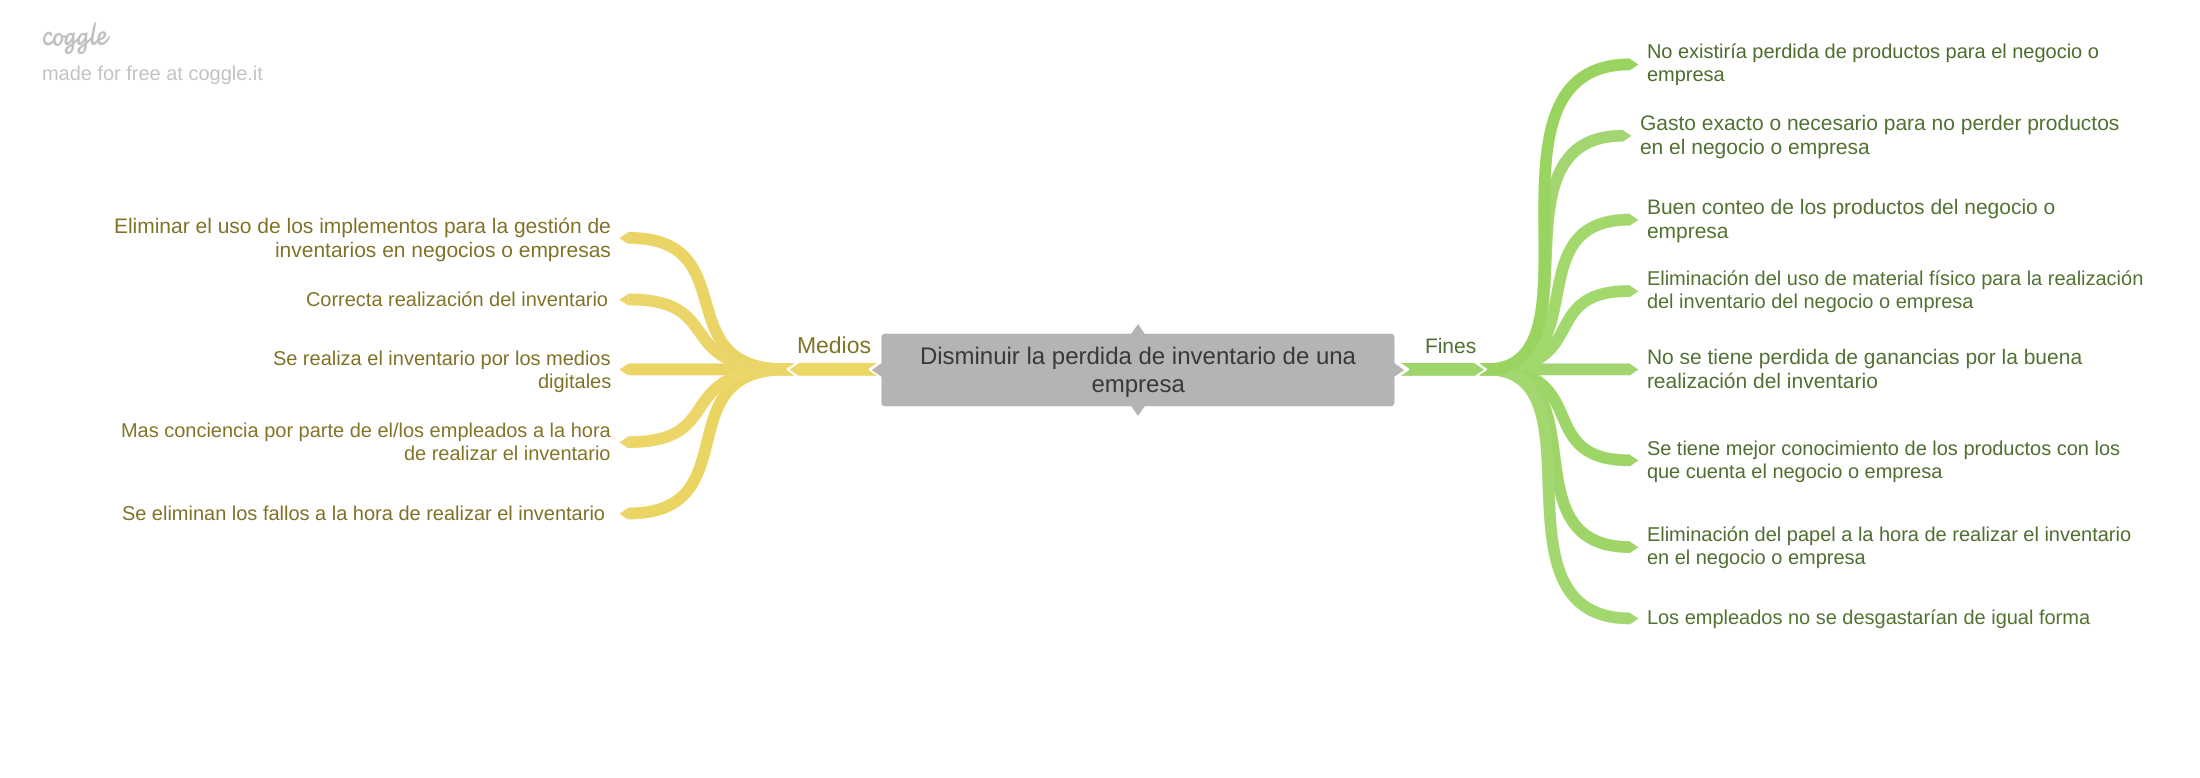 coggle
made for free at coggle.it
Eliminar el uso de los implementos para la gestión de
inventarios en negocios o empresas
Correcta realización del inventario
Se realiza el inventario por los medios
digitales
Mas conciencia por parte de el/los empleados a la hora
de realizar el inventario
Se eliminan los fallos a la hora de realizar el inventario
Medios
Disminuir la perdida de inventario de una
empresa
Fines
No existiría perdida de productos para el negocio o
empresa
Gasto exacto o necesario para no perder productos
en el negocio o empresa
Buen conteo de los productos del negocio o
empresa
Eliminación del uso de material físico para la realización
del inventario del negocio o empresa
No se tiene perdida de ganancias por la buena
realización del inventario
Se tiene mejor conocimiento de los productos con los
que cuenta el negocio o empresa
Eliminación del papel a la hora de realizar el inventario
en el negocio o empresa
Los empleados no se desgastarían de igual forma